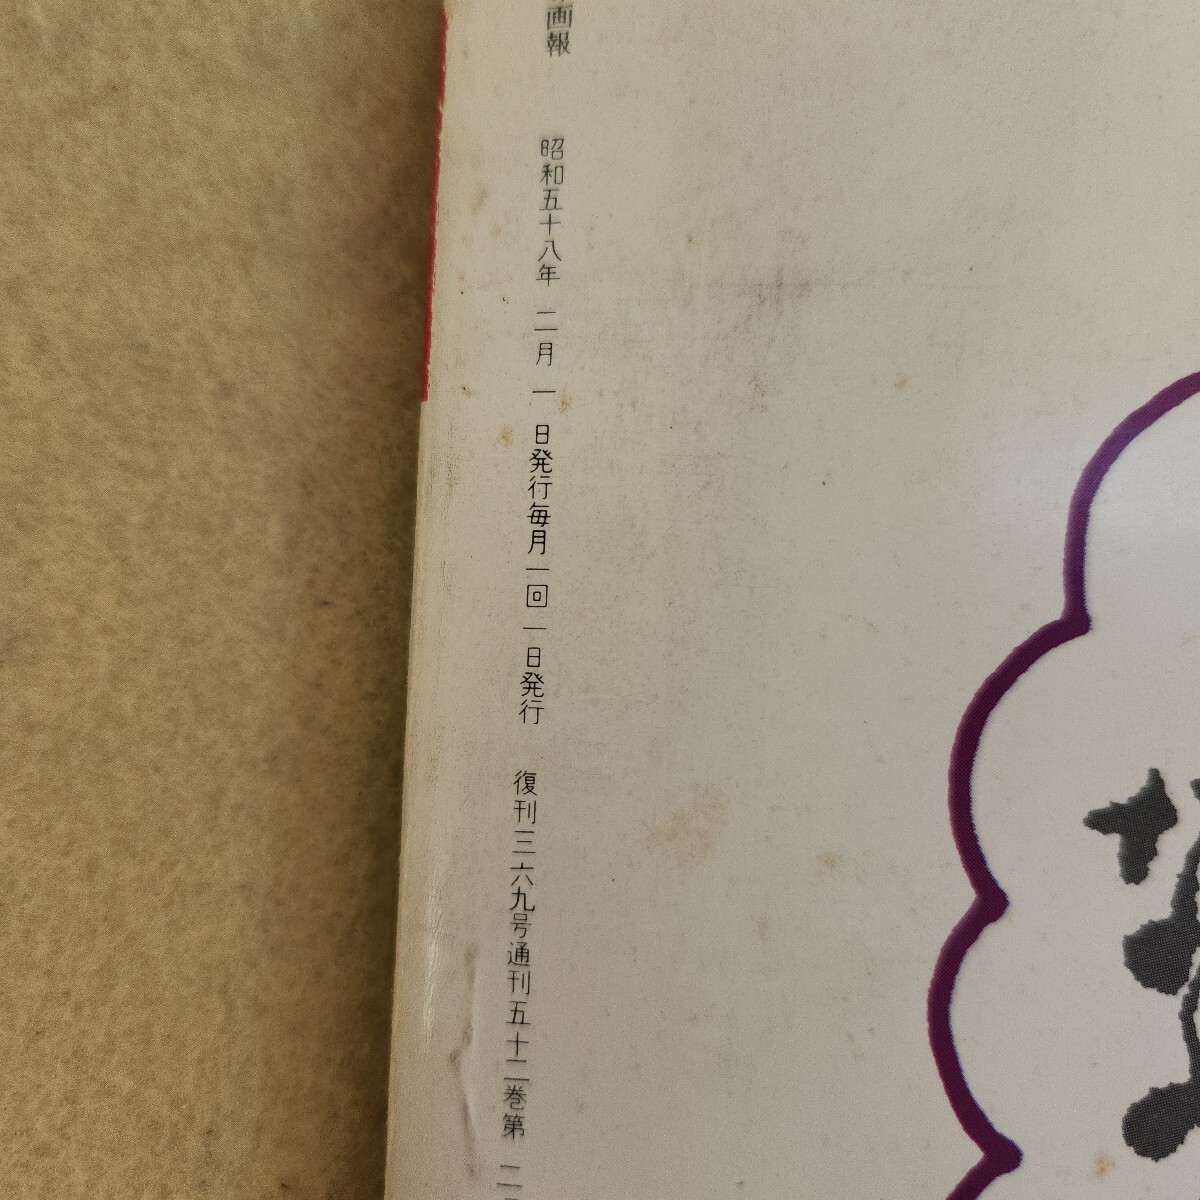 画報 昭和五十八年 二月 一 日発行毎月一回一日発行 復刊三六九号通刊五十二巻第 二